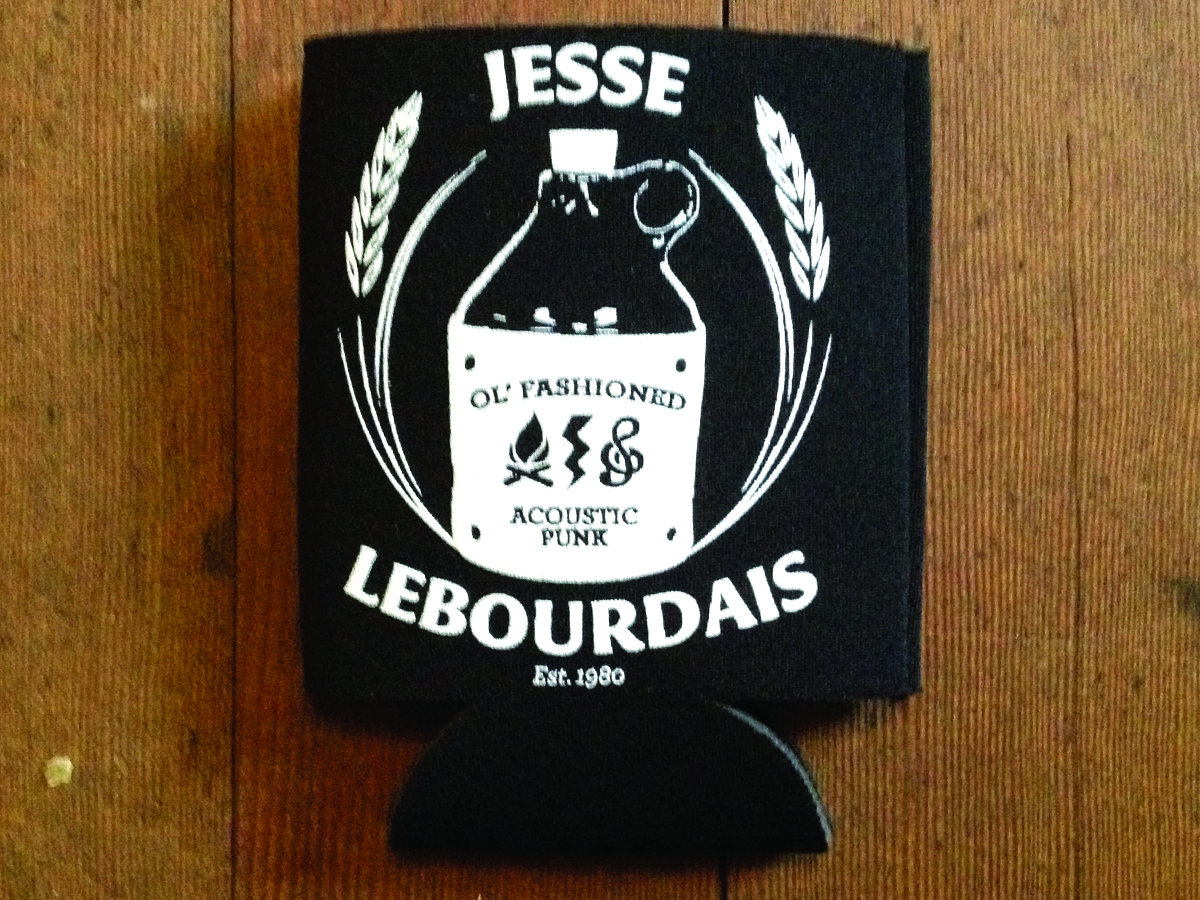 JESSE
OL' FASHIONED
ACOUSTIC
PUNK
LEBOURDAIS
Est. 1980